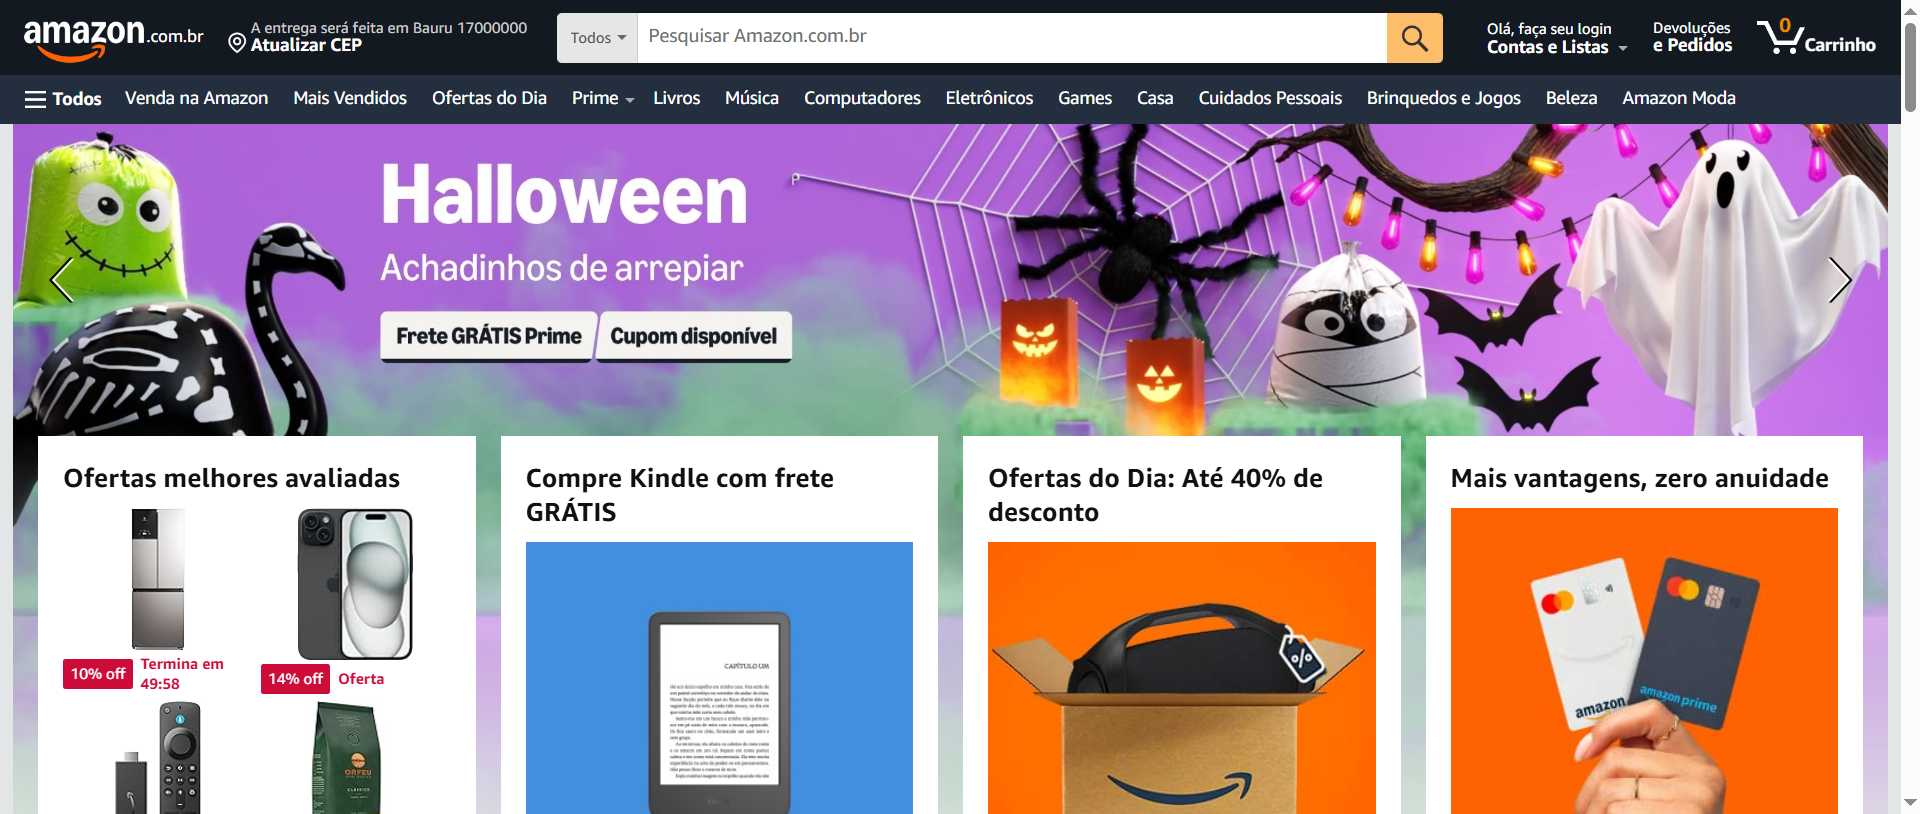 amazon.com.br
A entrega será feita em Bauru 17000000
Atualizar CEP
Todos
Pesquisar Amazon.com.br
Olá, faça seu login
Contas e Listas
Devoluções
e Pedidos
0
Carrinho
Todos
Venda na Amazon
Mais Vendidos
Ofertas do Dia
Prime
Livros
Música
Computadores
Eletrônicos
Games
Casa
Cuidados Pessoais
Brinquedos e Jogos
Beleza
Amazon Moda
Halloween
Achadinhos de arrepiar
Frete GRÁTIS Prime
Cupom disponível
Ofertas melhores avaliadas
10% off
Termina em
49:58
14% off
Oferta
ORFEU
CLÁSSICO
Compre Kindle com frete
GRÁTIS
CAPÍTULO UM
Ofertas do Dia: Até 40% de
desconto
%
Mais vantagens, zero anuidade
amazon
amazon prime